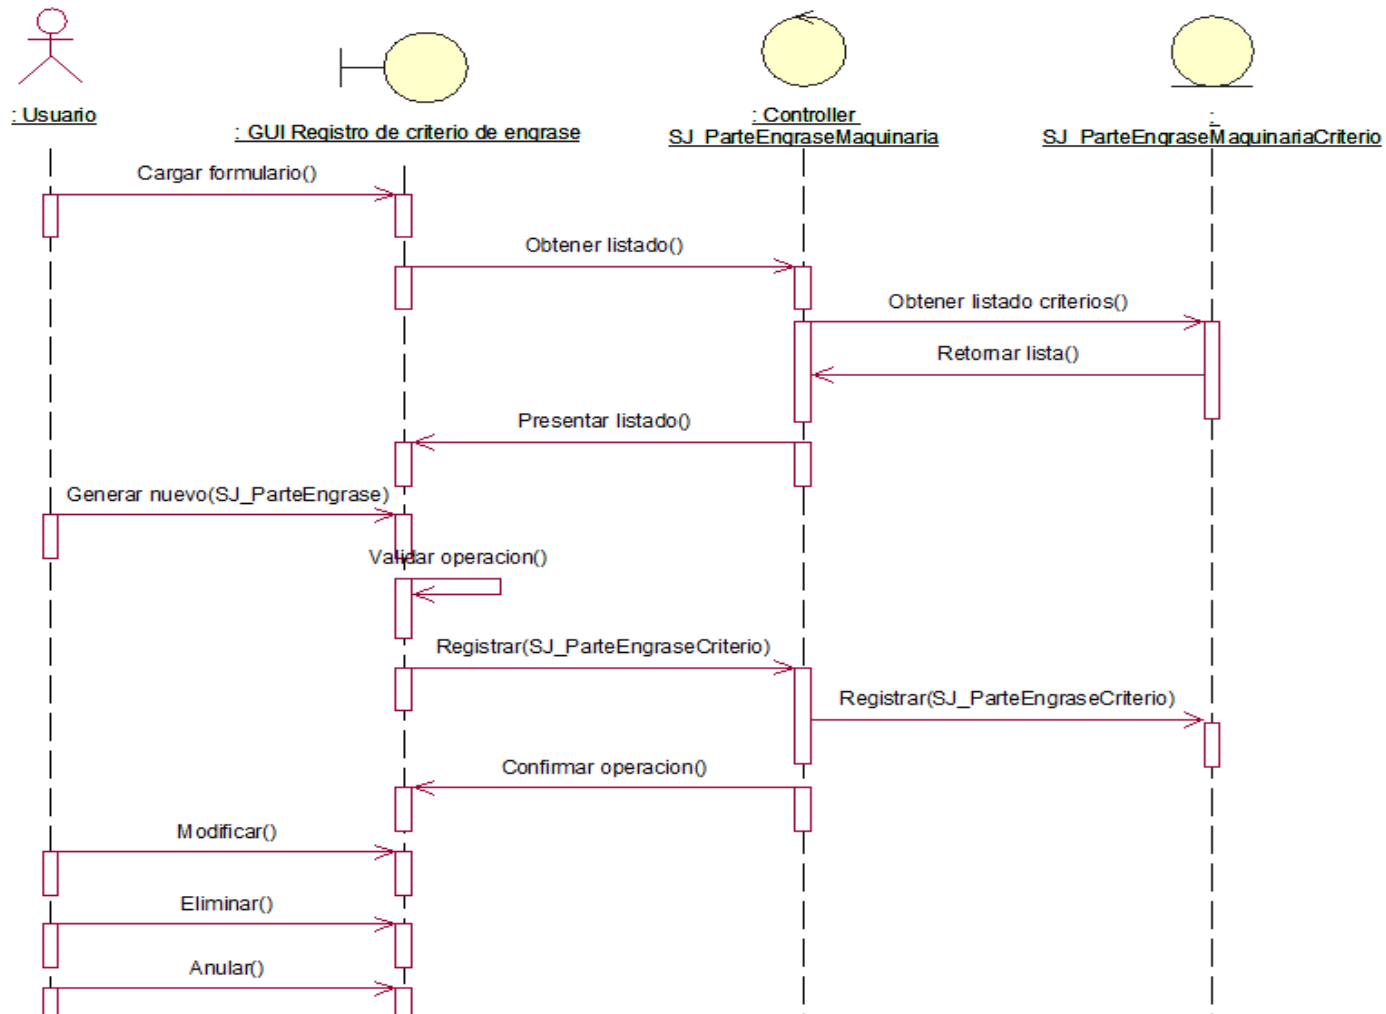 : Usuario
: GUI Registro de criterio de engrase
: Controller
SJ_ParteEngraseMaquinaria
:
SJ_ParteEngraseMaquinariaCriterio
Cargar formulario()
Obtener listado()
Obtener listado criterios()
Retornar lista()
Presentar listado()
Generar nuevo(SJ_ParteEngrase)
Validar operacion()
Registrar(SJ_ParteEngraseCriterio)
Registrar(SJ_ParteEngraseCriterio)
Confirmar operacion()
Modificar()
Eliminar()
Anular()